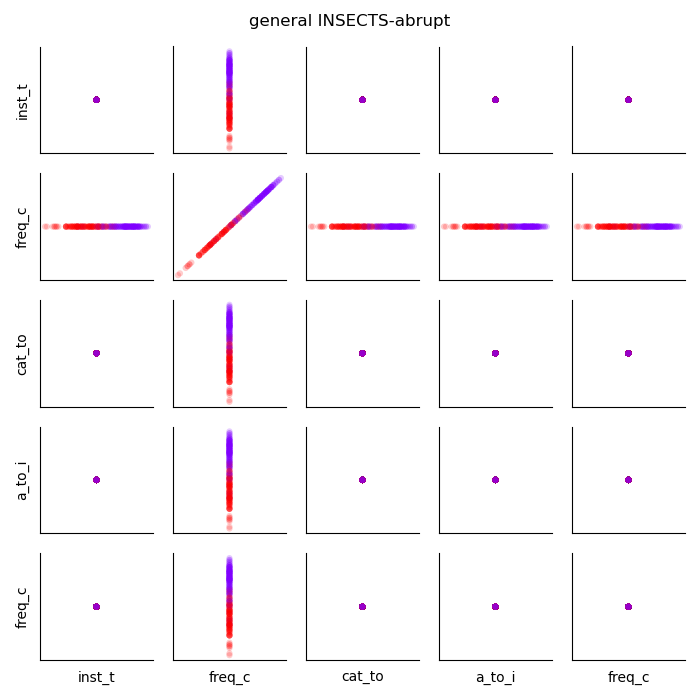 general INSECTS-abrupt
inst_t
freq_c
cat_to
a_to_i
freq_c
inst_t
freq_c
cat_to
a_to_i
freq_c